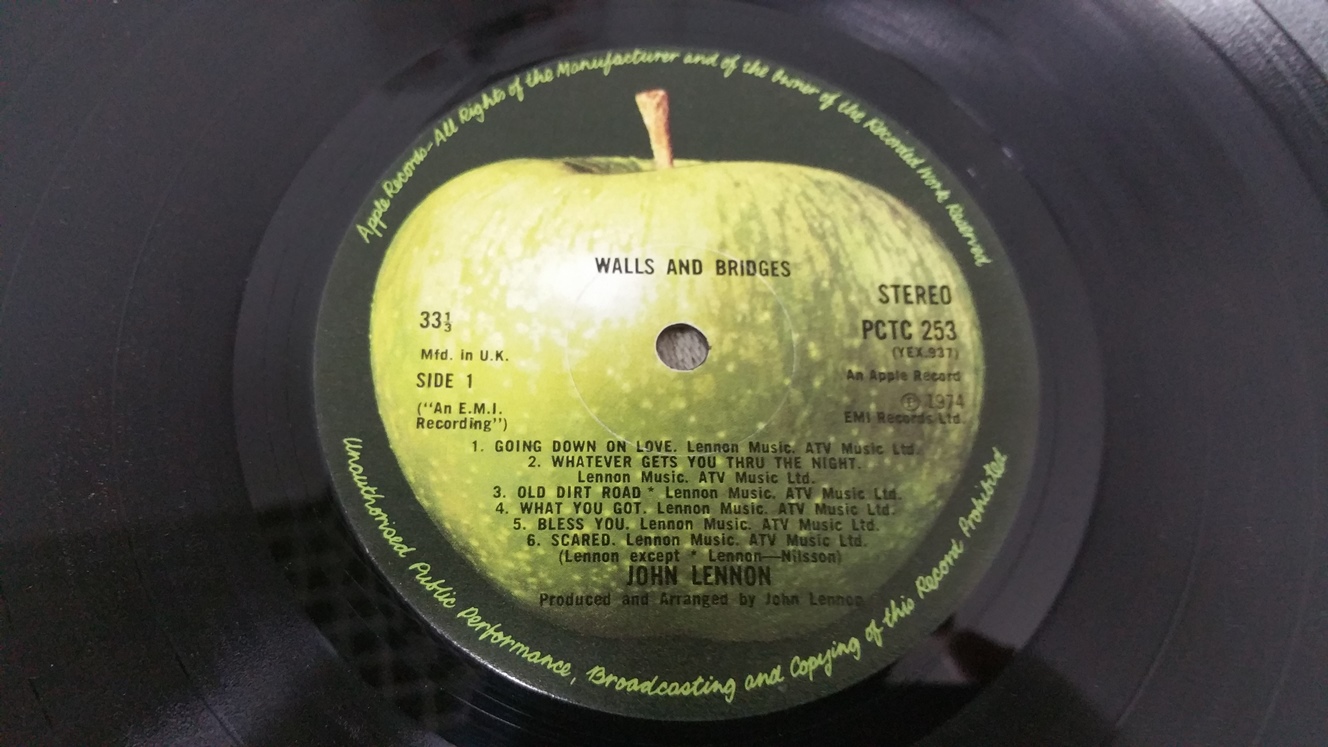 Apple Records - All Rights of the Manufacturer and of the Owner of the Recorded Work Reserved
WALLS AND BRIDGES
STEREO
33⅓
PCTC 253
(YEX.937)
Mfd. in U.K.
An Apple Record
SIDE 1
Ⓟ 1974
("An E.M.I.
Recording")
EMI Records Ltd.
1. GOING DOWN ON LOVE. Lennon Music. ATV Music Ltd.
2. WHATEVER GETS YOU THRU THE NIGHT.
Lennon Music. ATV Music Ltd.
3. OLD DIRT ROAD * Lennon Music. ATV Music Ltd.
4. WHAT YOU GOT. Lennon Music. ATV Music Ltd.
5. BLESS YOU. Lennon Music. ATV Music Ltd.
6. SCARED. Lennon Music. ATV Music Ltd.
(Lennon except * Lennon—Nilsson)
JOHN LENNON
Produced and Arranged by John Lennon
Unauthorised Public Performance, Broadcasting and Copying of this Record Prohibited